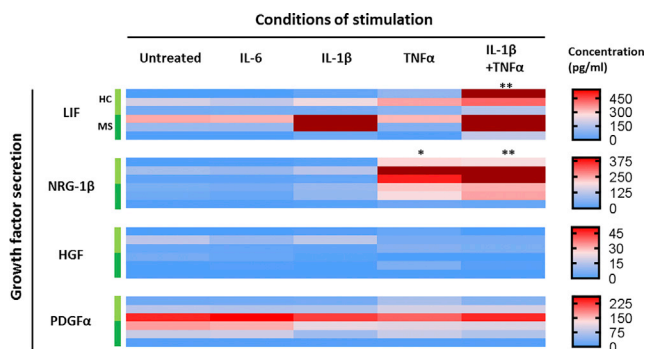 Conditions of stimulation
Untreated IL-6 IL-1β TNFα IL-1β
+TNFα
Concentration
(pg/ml)
Growth factor secretion
LIF
HC
MS
**
450
300
150
0
NRG-1β
* **
375
250
125
0
HGF
45
30
15
0
PDGFα
225
150
75
0